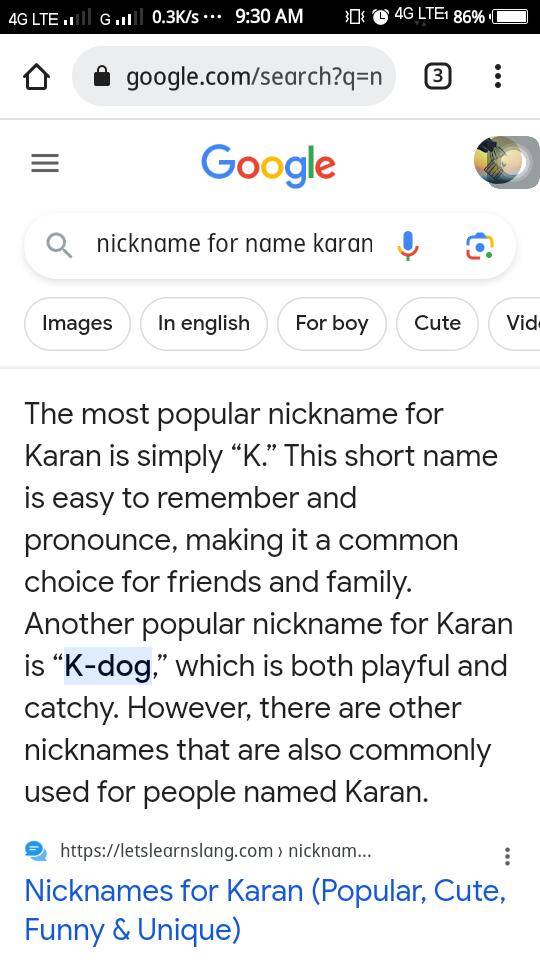 4G LTE G 0.3K/s ··· 9:30 AM 4G LTE 86%
google.com/search?q=n 3
Google
nickname for name karan
Images In english For boy Cute Vid
The most popular nickname for
Karan is simply “K.” This short name
is easy to remember and
pronounce, making it a common
choice for friends and family.
Another popular nickname for Karan
is “K-dog,” which is both playful and
catchy. However, there are other
nicknames that are also commonly
used for people named Karan.
https://letslearnslang.com › nicknam...
Nicknames for Karan (Popular, Cute,
Funny & Unique)